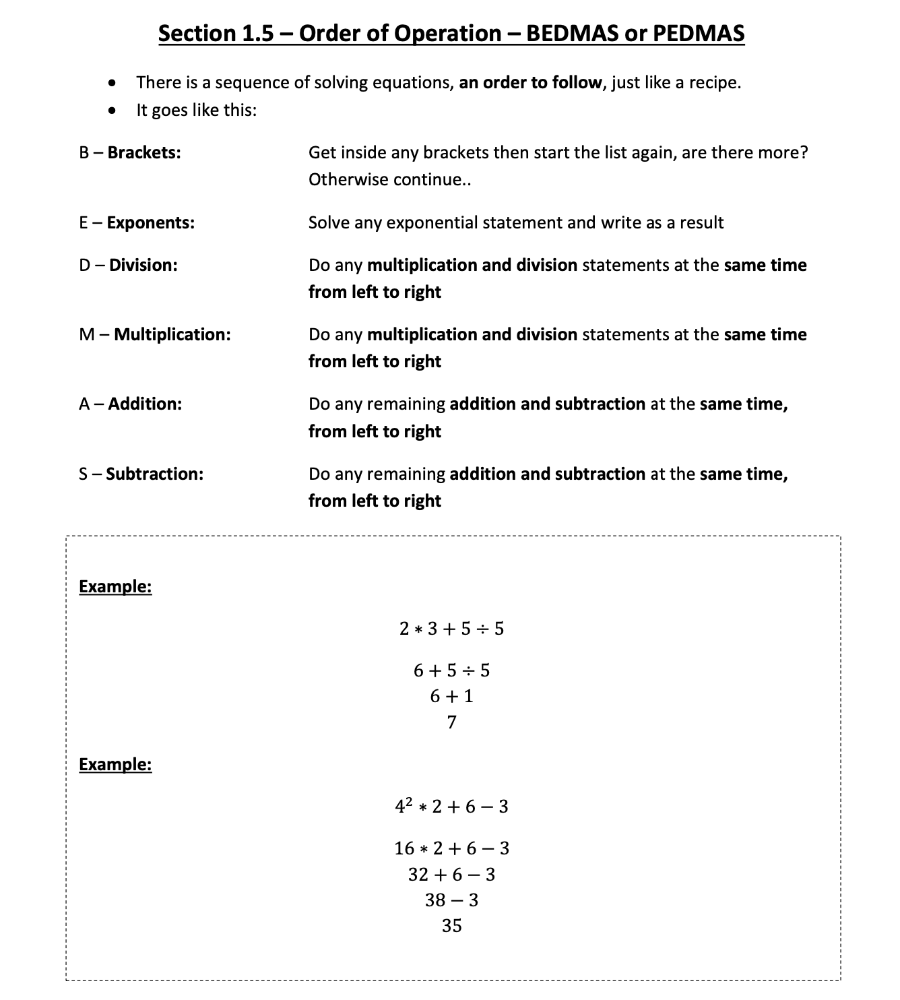 Section 1.5 – Order of Operation – BEDMAS or PEDMAS
• There is a sequence of solving equations, an order to follow, just like a recipe.
• It goes like this:
B – Brackets: Get inside any brackets then start the list again, are there more?
Otherwise continue..
E – Exponents: Solve any exponential statement and write as a result
D – Division: Do any multiplication and division statements at the same time
from left to right
M – Multiplication: Do any multiplication and division statements at the same time
from left to right
A – Addition: Do any remaining addition and subtraction at the same time,
from left to right
S – Subtraction: Do any remaining addition and subtraction at the same time,
from left to right
Example:
2 ∗ 3 + 5 ÷ 5
6 + 5 ÷ 5
6 + 1
7
Example:
4² ∗ 2 + 6 − 3
16 ∗ 2 + 6 − 3
32 + 6 − 3
38 − 3
35